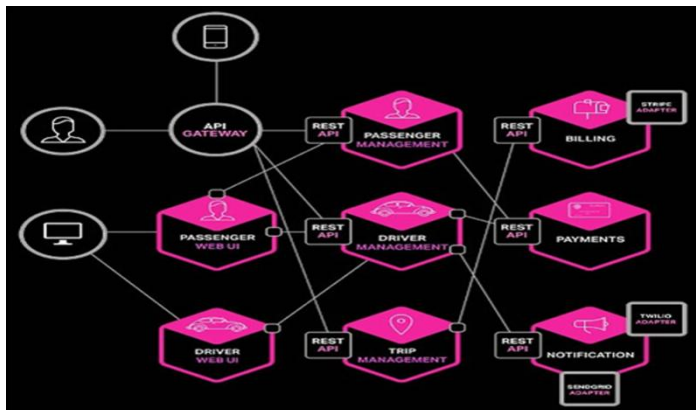 API
GATEWAY
REST
API
PASSENGER
MANAGEMENT
REST
API
BILLING
STRIPE
ADAPTER
PASSENGER
WEB UI
REST
API
DRIVER
MANAGEMENT
REST
API
PAYMENTS
DRIVER
WEB UI
REST
API
TRIP
MANAGEMENT
REST
API
NOTIFICATION
TWILIO
ADAPTER
SENDGRID
ADAPTER